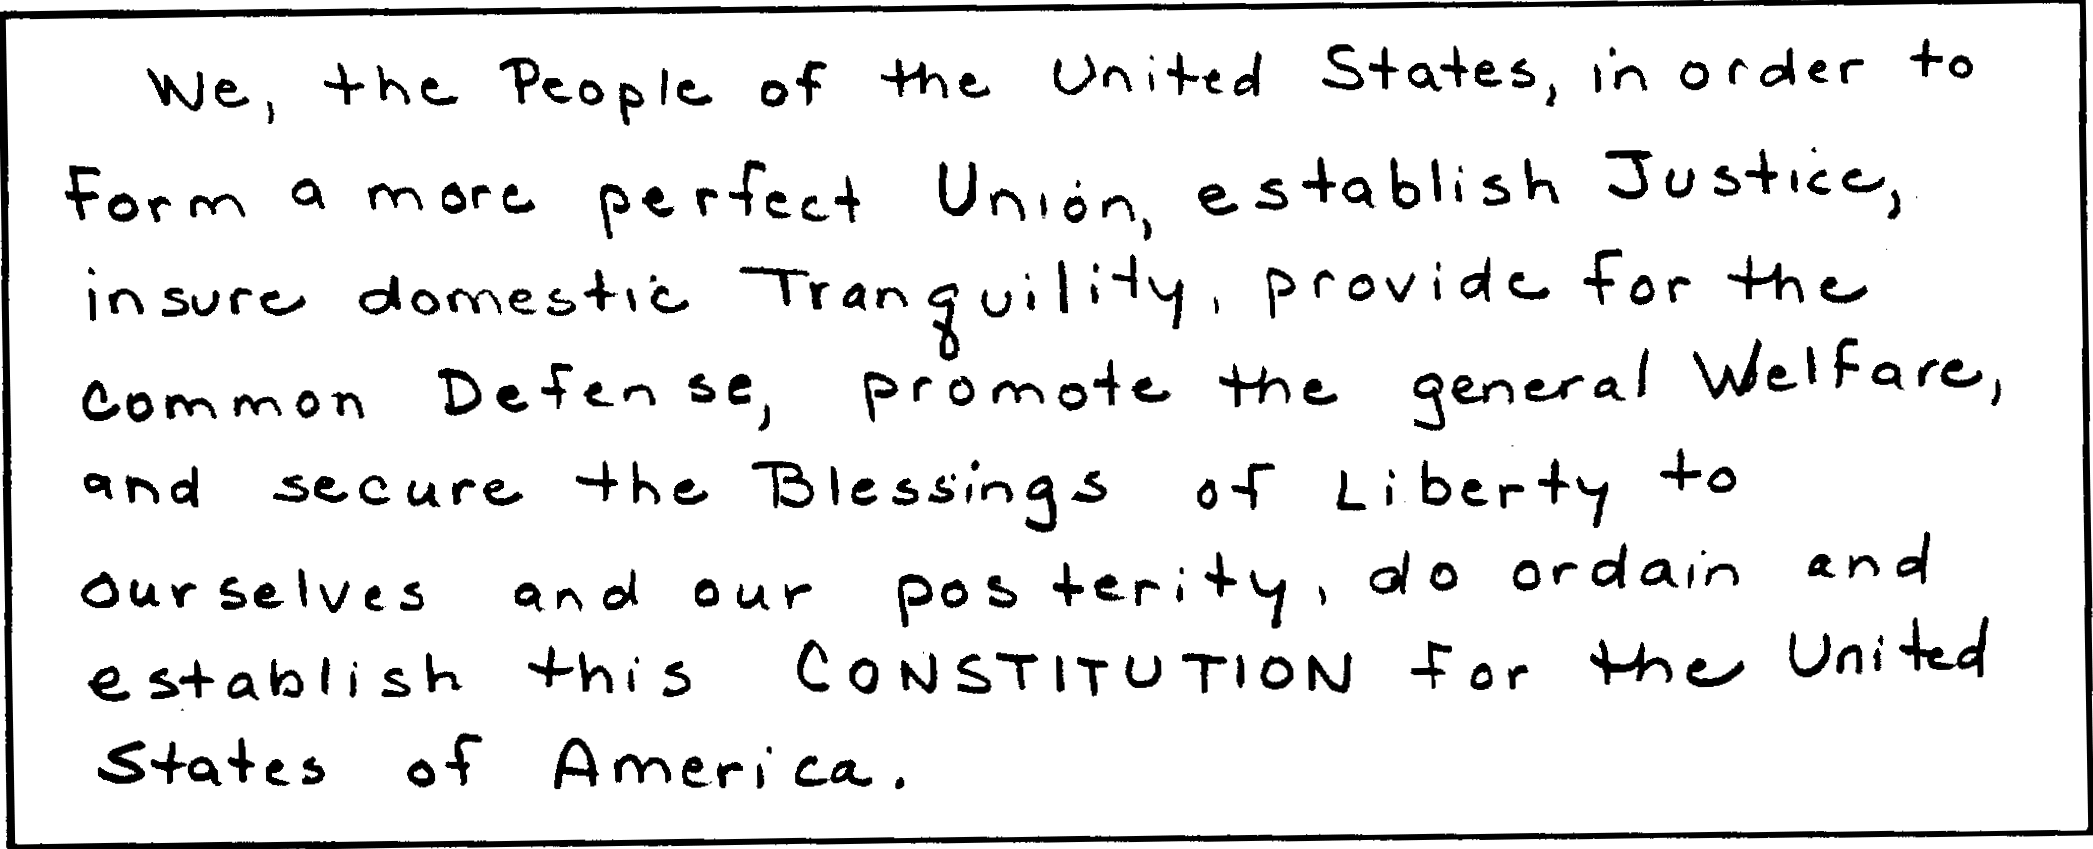 We, the People of the United States, in order to
form a more perfect Union, establish Justice,
insure domestic Tranquility, provide for the
common Defense, promote the general Welfare,
and secure the Blessings of Liberty to
ourselves and our posterity, do ordain and
establish this CONSTITUTION for the United
States of America.